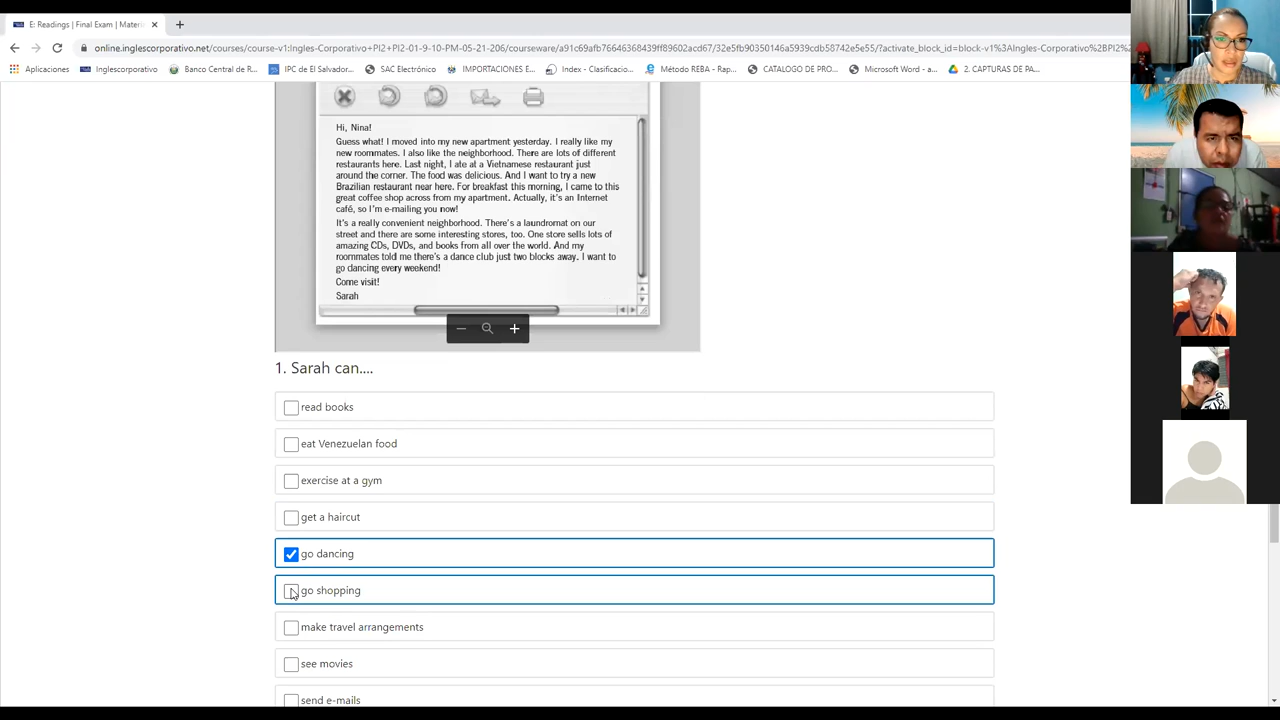 E: Readings | Final Exam | Materi
online.inglescorporativo.net/courses/course-v1:Ingles-Corporativo+PI2+PI2-01-9-10-PM-05-21-208/courseware/a91c69afb76646368439ff69602acd67/32e5fb90350146a5939cdb58742e5e55/?activate_block_id=block-v1%3AIngles-Corporativo%2BPI2%
Aplicaciones
Inglescorporativo
Banco Central de R...
IPC de El Salvador...
SAC Electrónico
IMPORTACIONES E...
Index - Clasificacio...
Método REBA - Rap...
CATALOGO DE PRO...
Microsoft Word - a...
2. CAPTURAS DE PA...
Hi, Nina!
Guess what! I moved into my new apartment yesterday. I really like my
new roommates. I also like the neighborhood. There are lots of different
restaurants here. Last night, I ate at a Vietnamese restaurant just
around the corner. The food was delicious. And I want to try a new
Brazilian restaurant near here. For breakfast this morning, I came to this
great coffee shop across from my apartment. Actually, it's an Internet
café, so I'm e-mailing you now!
It's a really convenient neighborhood. There's a laundromat on our
street and there are some interesting stores, too. One store sells lots of
amazing CDs, DVDs, and books from all over the world. And my
roommates told me there's a dance club just two blocks away. I want to
go dancing every weekend!
Come visit!
Sarah
1. Sarah can....
read books
eat Venezuelan food
exercise at a gym
get a haircut
go dancing
go shopping
make travel arrangements
see movies
send e-mails